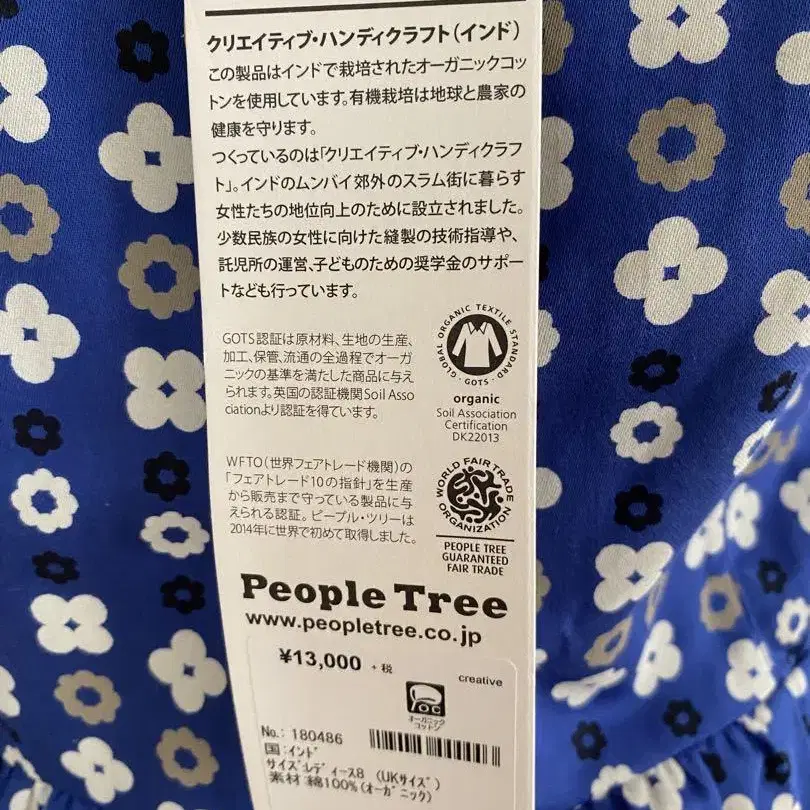 クリエイティブ・ハンディクラフト（インド）
この製品はインドで栽培されたオーガニックコッ
トンを使用しています。有機栽培は地球と農家の
健康を守ります。
つくっているのは「クリエイティブ・ハンディクラフ
ト」。インドのムンバイ郊外のスラム街に暮らす
女性たちの地位向上のために設立されました。
少数民族の女性に向けた縫製の技術指導や、
託児所の運営、子どものための奨学金のサポー
トなども行っています。
GOTS認証は原材料、生地の生産、
加工、保管、流通の全過程でオーガ
ニックの基準を満たした商品に与え
られます。英国の認証機関Soil Asso
ciationより認証を得ています。
GLOBAL ORGANIC TEXTILE STANDARD
· GOTS ·
organic
Soil Association
Certification
DK22013
WFTO（世界フェアトレード機関）の
「フェアトレード10の指針」を生産
から販売まで守っている製品に与
えられる認証。ピープル・ツリーは
2014年に世界で初めて取得しました。
WORLD FAIR TRADE
ORGANIZATION
PEOPLE TREE
GUARANTEED
FAIR TRADE
People Tree
www.peopletree.co.jp
¥13,000 +税
creative
オーガニック
コットン
No.: 180486
国:インド
サイズ:レディース8 (UKサイズ)
素材:綿100%(オーガニック)